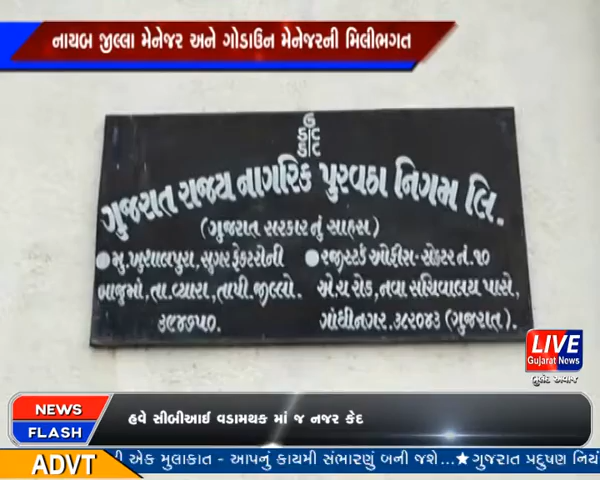 નાયબ જીલ્લા મેનેજર અને ગોડાઉન મેનેજરની મિલીભગત
ગુજરાત રાજ્ય નાગરિક પુરવઠા નિગમ લિ.
(ગુજરાત સરકારનું સાહસ)
મુ.ખુશાલપુરા, સુગર ફેક્ટરીની
બાજુમાં, તા.વ્યારા, તાપી.જીલ્લો.
૩૯૪૬૫૦.
રજીસ્ટર્ડ ઓફીસ-સેક્ટર નં.૧૦
એ.ચ રોડ, નવા સચિવાલય પાસે,
ગાંધીનગર.૩૮૨૦૪૩ (ગુજરાત).
LIVE
Gujarat News
બુલંદ અવાજ
NEWS
FLASH
હવે સીબીઆઈ વડામથક માં જ નજર કેદ
ADVT
ી એક મુલાકાત - આપનું કાયમી સંભારણું બની જશે...★ ગુજરાત પ્રદુષણ નિયં